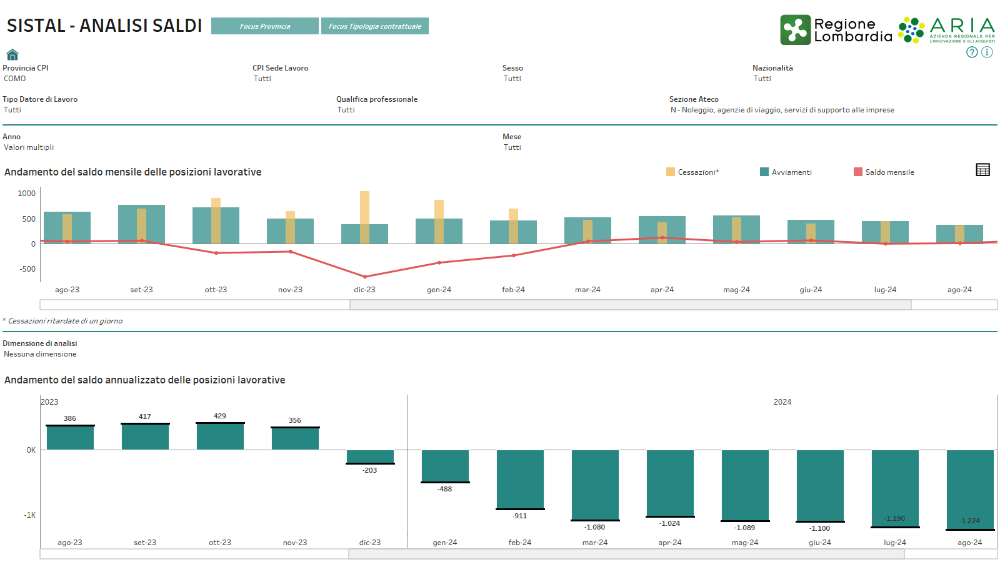 SISTAL - ANALISI SALDI
Focus Provincia
Focus Tipologia contrattuale
Regione
Lombardia
ARIA
AZIENDA REGIONALE PER
L'INNOVAZIONE E GLI ACQUISTI
?
i
Provincia CPI
COMO
CPI Sede Lavoro
Tutti
Sesso
Tutti
Nazionalità
Tutti
Tipo Datore di Lavoro
Tutti
Qualifica professionale
Tutti
Sezione Ateco
N - Noleggio, agenzie di viaggio, servizi di supporto alle imprese
Anno
Valori multipli
Mese
Tutti
Andamento del saldo mensile delle posizioni lavorative
Cessazioni*
Avviamenti
Saldo mensile
1000
500
0
-500
ago-23 set-23 ott-23 nov-23 dic-23 gen-24 feb-24 mar-24 apr-24 mag-24 giu-24 lug-24 ago-24
* Cessazioni ritardate di un giorno
Dimensione di analisi
Nessuna dimensione
Andamento del saldo annualizzato delle posizioni lavorative
2023 2024
386 417 429 356
0K
-203 -488 -911 -1.080 -1.024 -1.089 -1.100 -1.190 -1.224
-1K
ago-23 set-23 ott-23 nov-23 dic-23 gen-24 feb-24 mar-24 apr-24 mag-24 giu-24 lug-24 ago-24